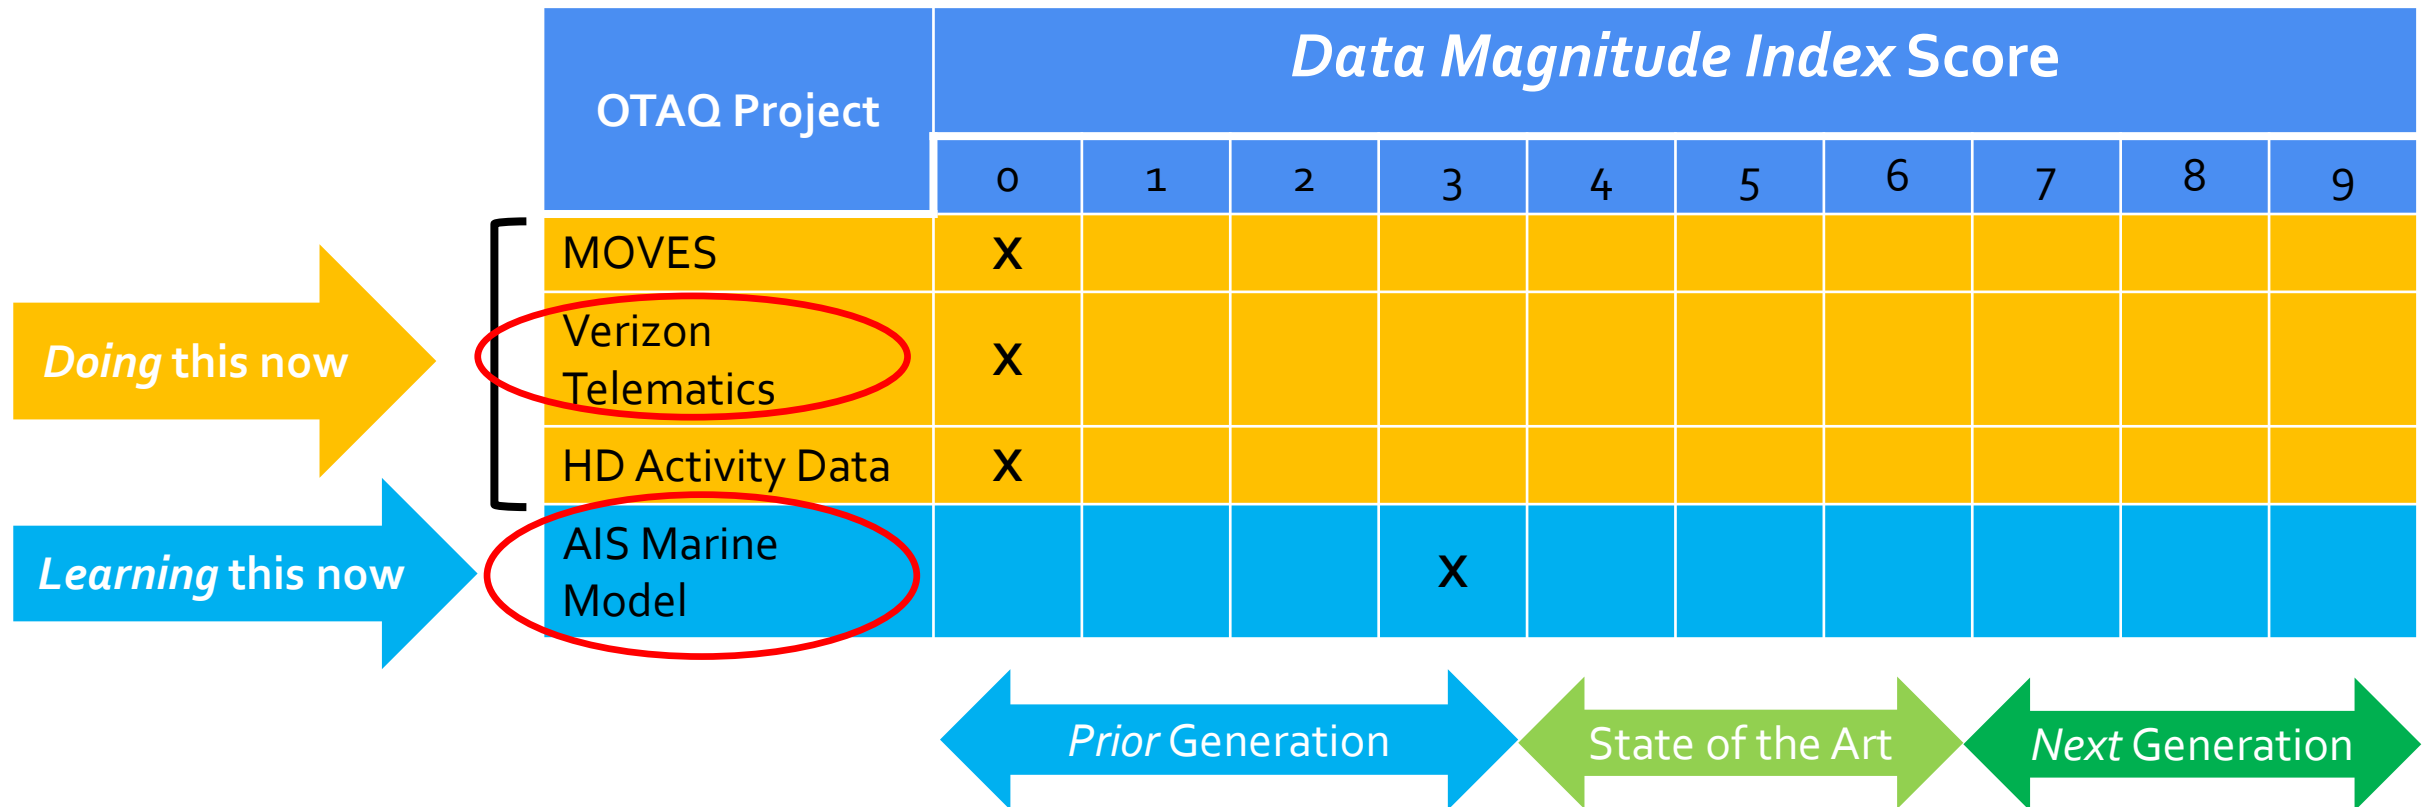 OTAQ Project
Data Magnitude Index Score
0 1 2 3 4 5 6 7 8 9
Doing this now
MOVES X
Verizon
Telematics X
HD Activity Data X
Learning this now
AIS Marine
Model X
Prior Generation
State of the Art
Next Generation